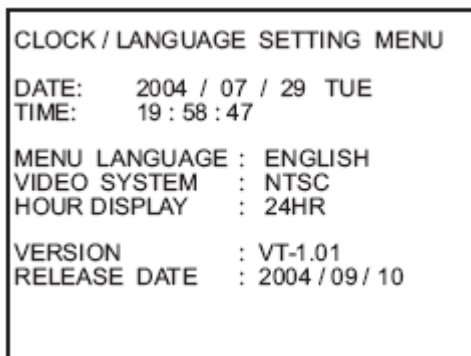 CLOCK / LANGUAGE SETTING MENU
DATE: 2004 / 07 / 29 TUE
TIME: 19 : 58 : 47
MENU LANGUAGE : ENGLISH
VIDEO SYSTEM : NTSC
HOUR DISPLAY : 24HR
VERSION : VT-1.01
RELEASE DATE : 2004 / 09 / 10